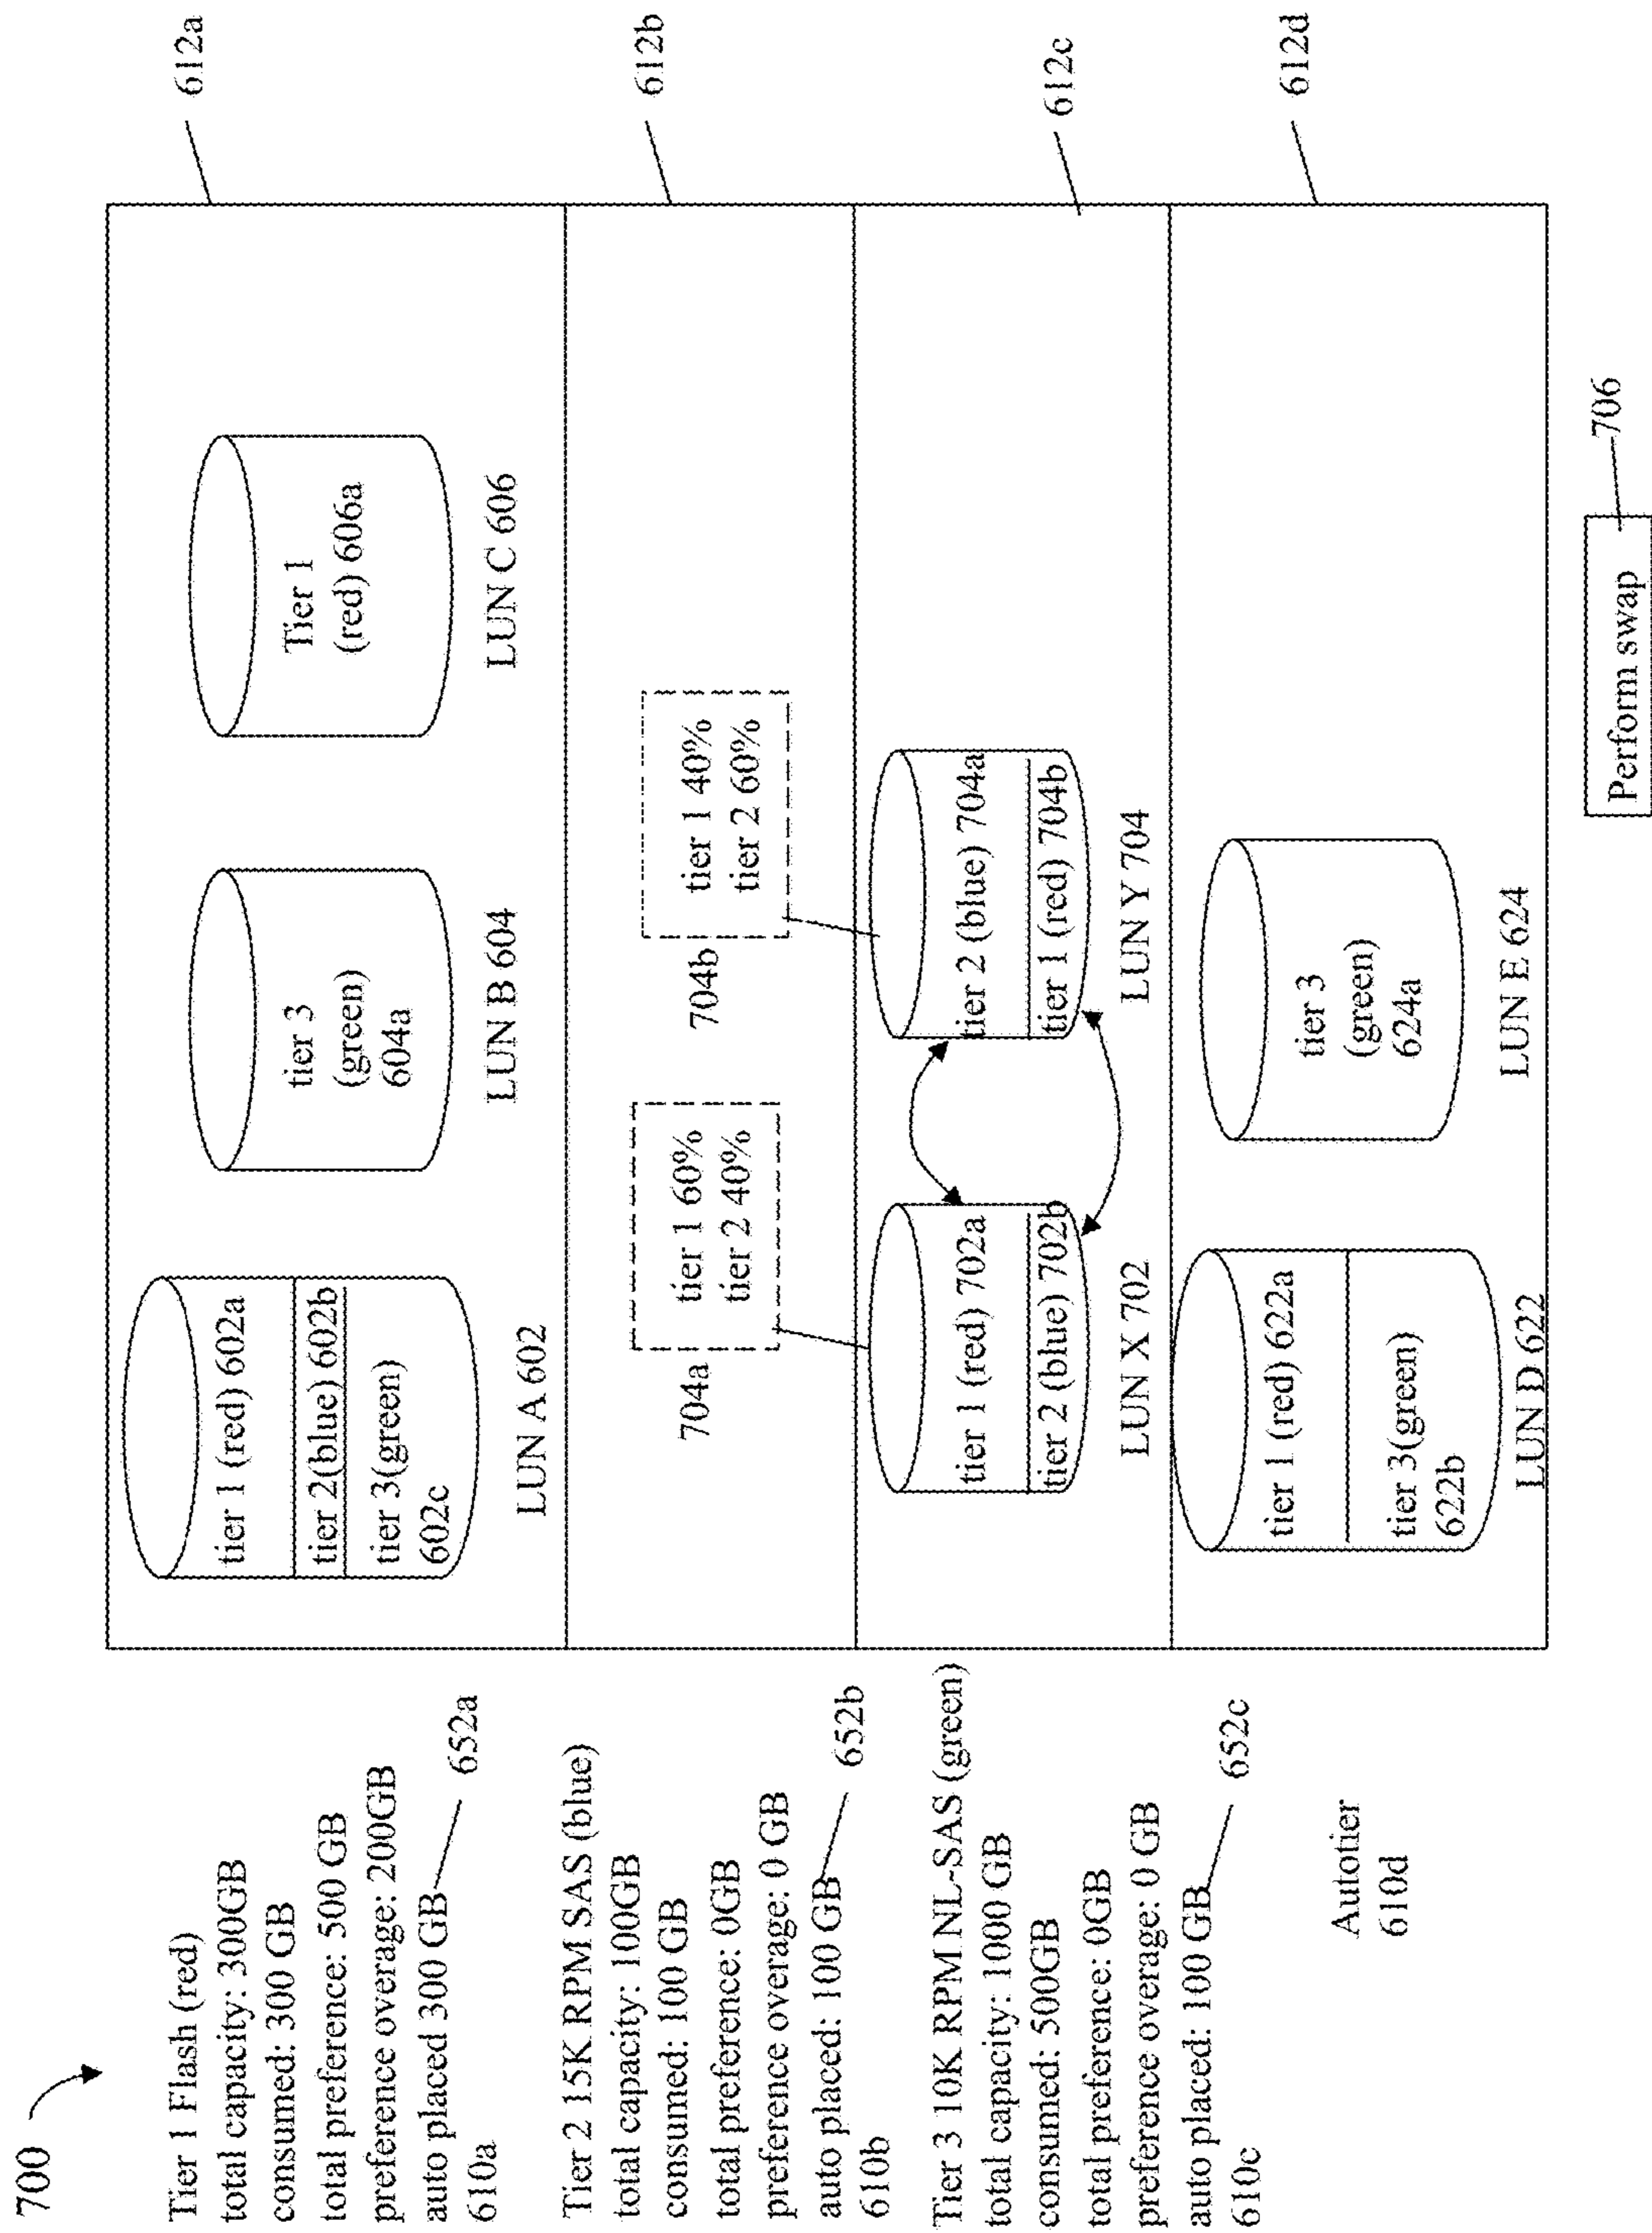 700
Tier 1 Flash (red)
total capacity: 300GB
consumed: 300 GB
total preference: 500 GB
preference overage: 200GB
auto placed 300 GB
610a
652a
Tier 2 15K RPM SAS (blue)
total capacity: 100GB
consumed: 100 GB
total preference: 0GB
preference overage: 0 GB
auto placed: 100 GB
610b
652b
Tier 3 10K RPM NL-SAS (green)
total capacity: 1000 GB
consumed: 500GB
total preference: 0GB
preference overage: 0 GB
auto placed: 100 GB
610c
652c
Autotier
610d
tier 1 (red) 602a
tier 2(blue) 602b
tier 3(green)
602c
LUN A 602
tier 3
(green)
604a
LUN B 604
Tier 1
(red) 606a
LUN C 606
612a
704a
tier 1 60%
tier 2 40%
704b
tier 1 40%
tier 2 60%
612b
tier 1 (red) 702a
tier 2 (blue) 702b
LUN X 702
tier 2 (blue) 704a
tier 1 (red) 704b
LUN Y 704
612c
tier 1 (red) 622a
tier 3(green)
622b
LUN D 622
tier 3
(green)
624a
LUN E 624
612d
Perform swap
706